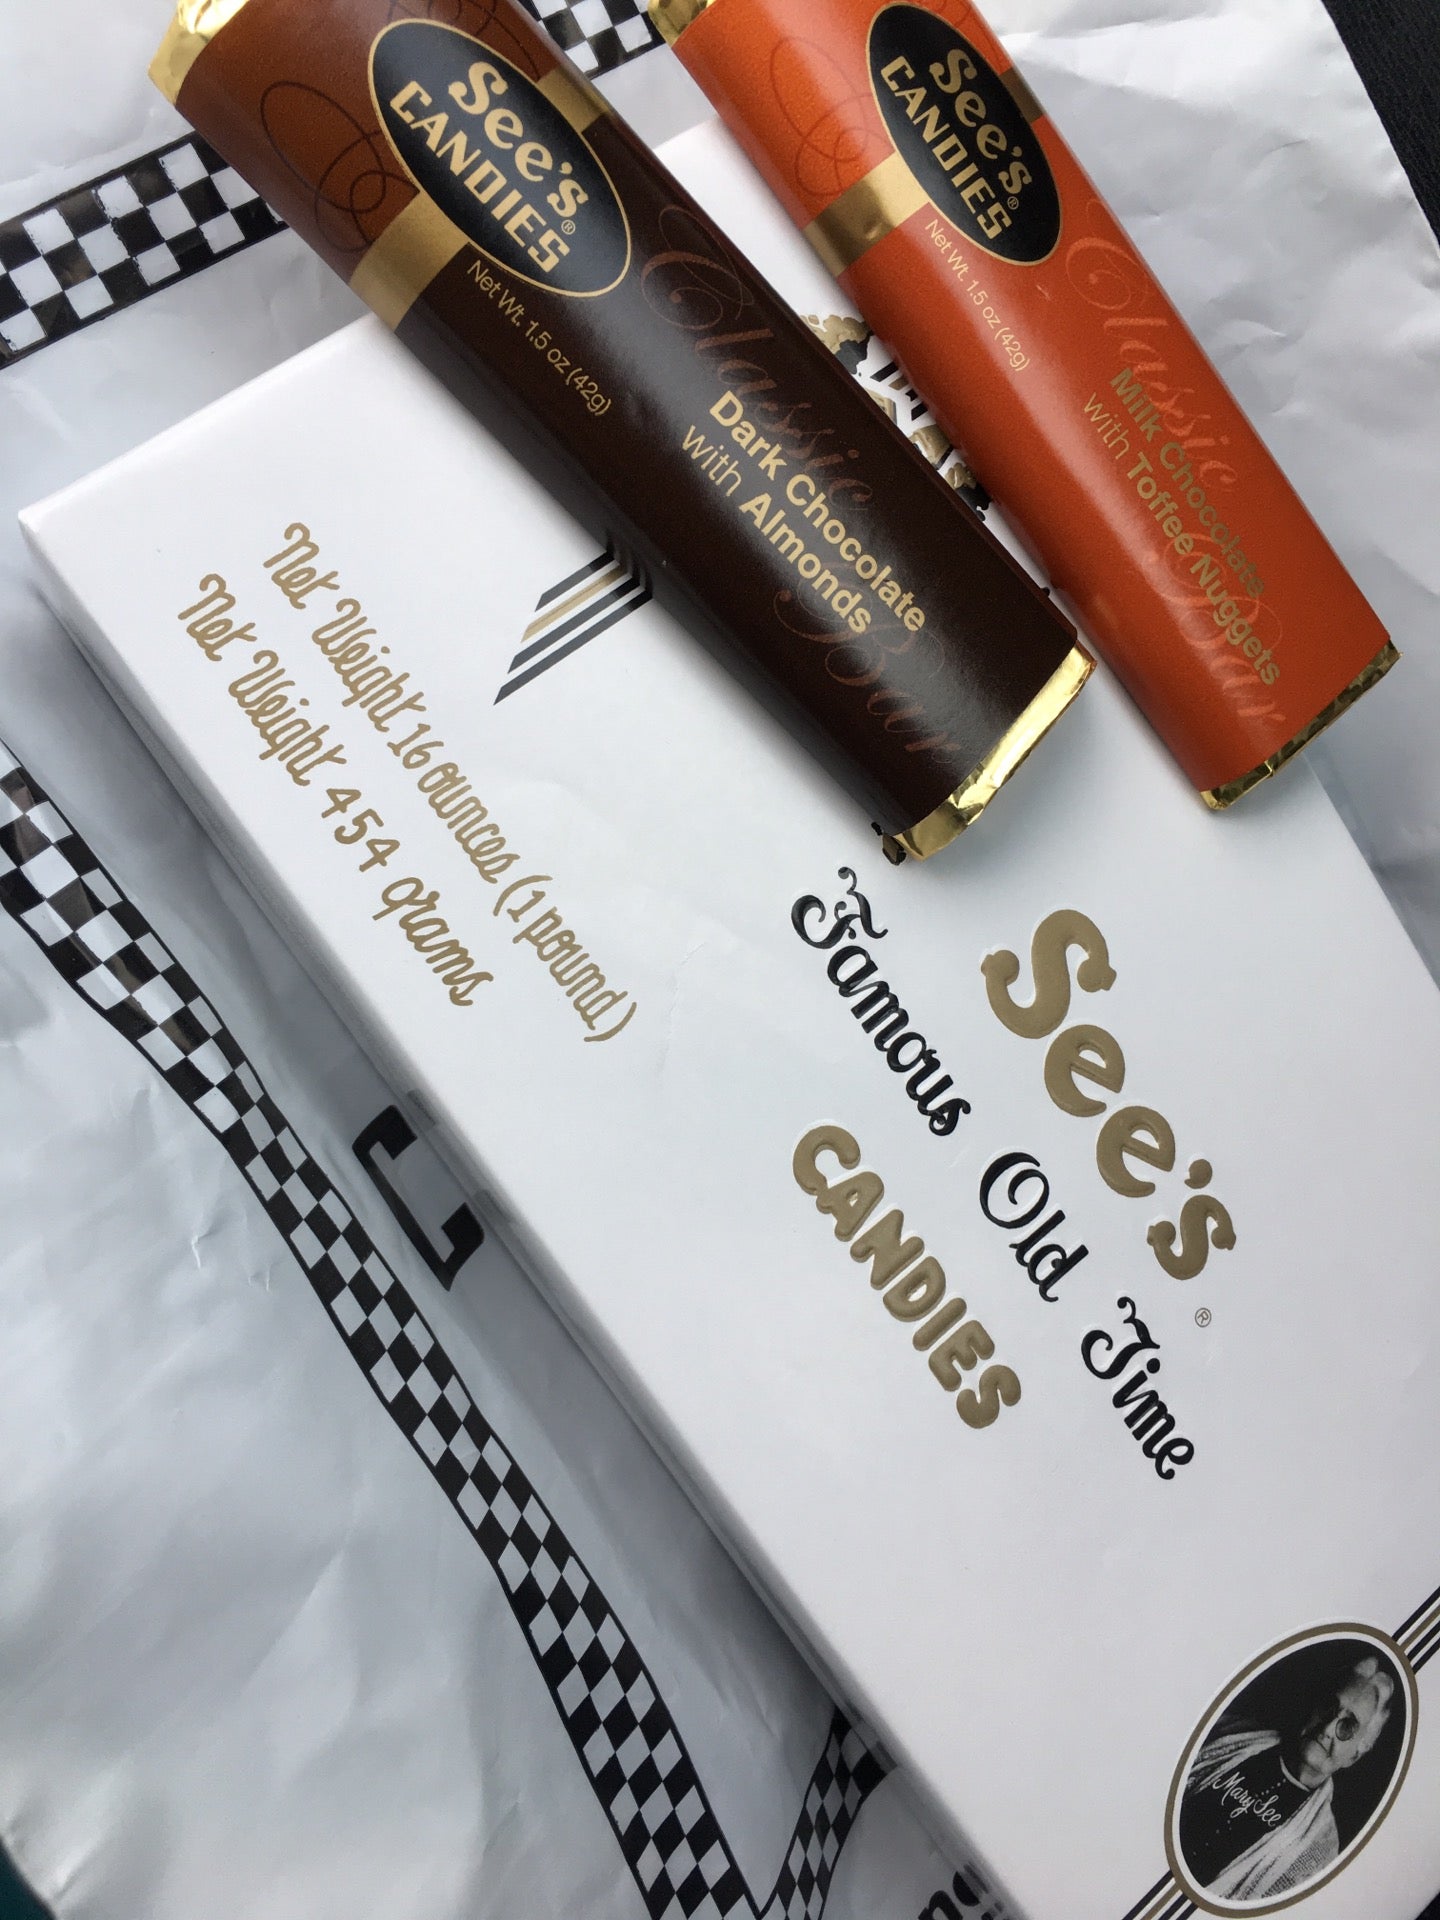 See's
CANDIES®
Net Wt. 1.5 oz (42g)
Classic
Bar
Dark Chocolate
with Almonds
See's
CANDIES®
Net Wt. 1.5 oz (42g)
Classic
Bar
Milk Chocolate
with Toffee Nuggets
Net Weight 16 ounces (1 pound)
Net Weight 454 grams
See's®
Famous Old Time
CANDIES
Mary See